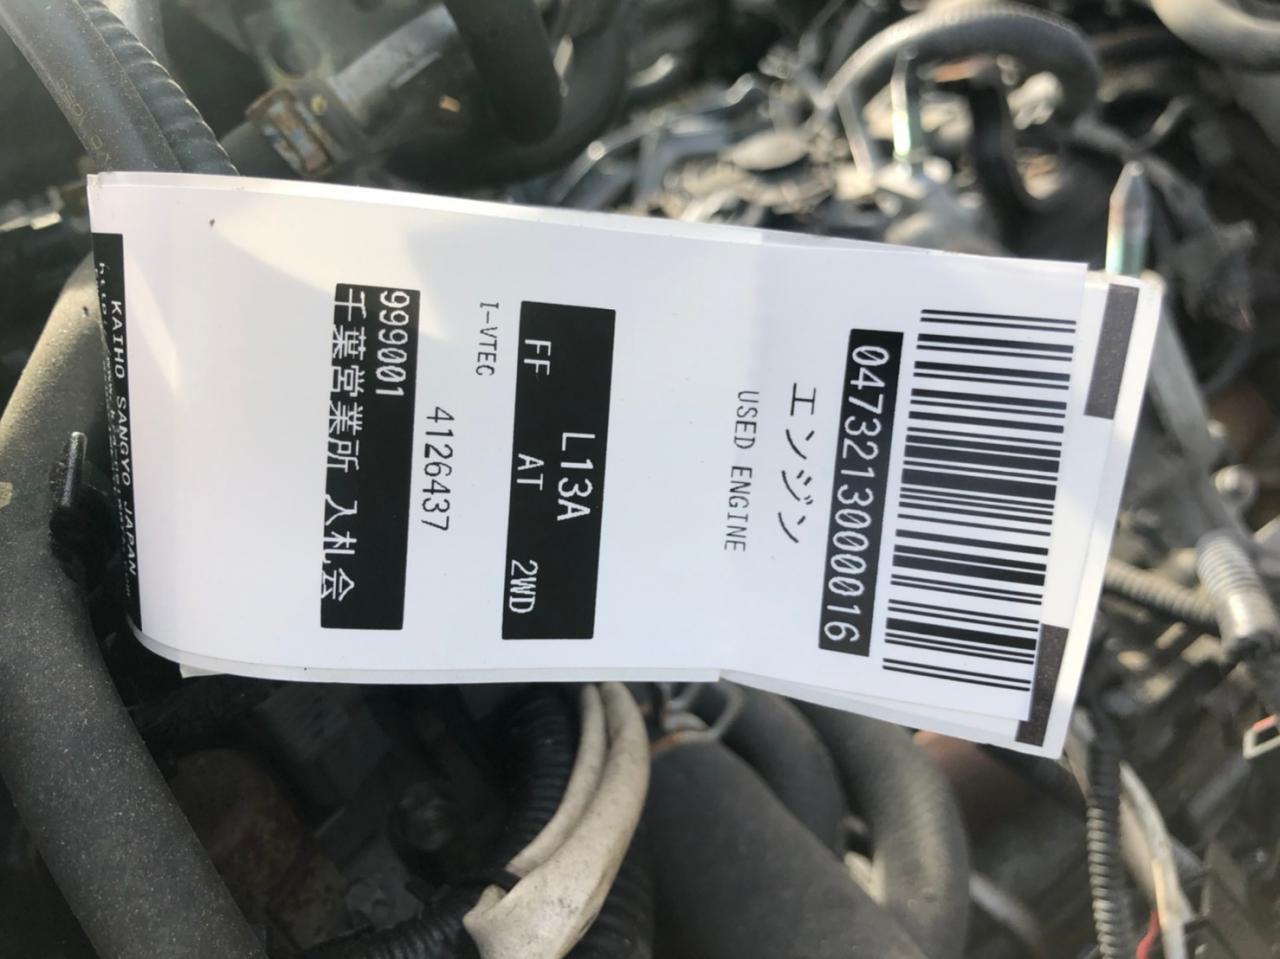 0473213000016
エンジン
USED ENGINE
L13A
FF AT 2WD
I-VTEC
4126437
999001
千葉営業所 入札会
KAIHO SANGYO JAPAN